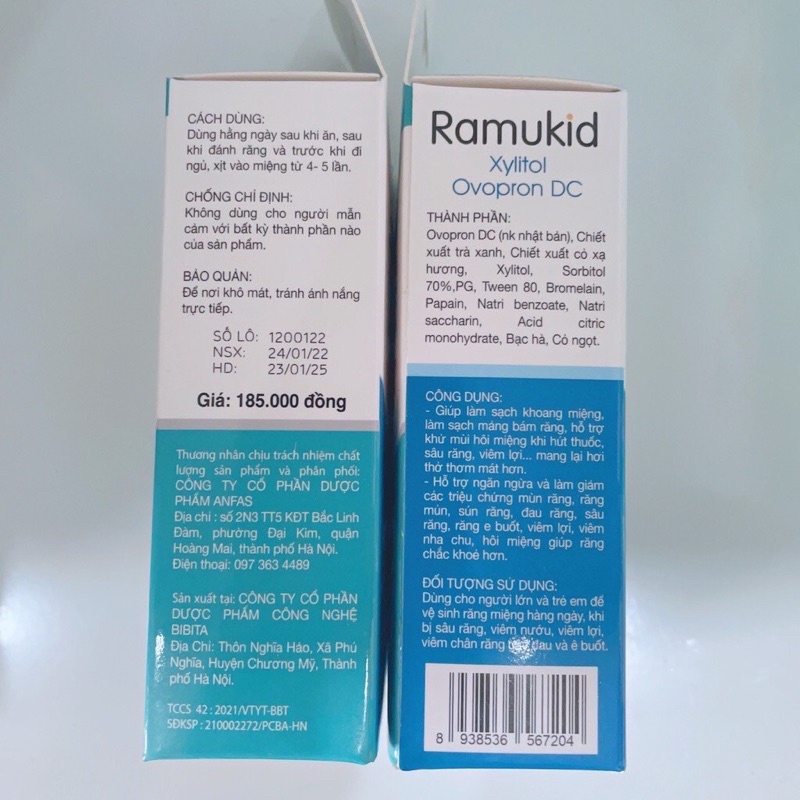 CÁCH DÙNG:
Dùng hằng ngày sau khi ăn, sau
khi đánh răng và trước khi đi
ngủ, xịt vào miệng từ 4- 5 lần.
CHỐNG CHỈ ĐỊNH:
Không dùng cho người mẫn
cảm với bất kỳ thành phần nào
của sản phẩm.
BẢO QUẢN:
Để nơi khô mát, tránh ánh nắng
trực tiếp.
SỐ LÔ: 1200122
NSX: 24/01/22
HD: 23/01/25
Giá: 185.000 đồng
Thương nhân chịu trách nhiệm chất
lượng sản phẩm và phân phối:
CÔNG TY CỔ PHẦN DƯỢC
PHẨM ANFAS
Địa chỉ : số 2N3 TT5 KĐT Bắc Linh
Đàm, phường Đại Kim, quận
Hoàng Mai, thành phố Hà Nội.
Điện thoại: 097 363 4489
Sản xuất tại: CÔNG TY CỔ PHẦN
DƯỢC PHẨM CÔNG NGHỆ
BIBITA
Địa Chỉ: Thôn Nghĩa Hảo, Xã Phú
Nghĩa, Huyện Chương Mỹ, Thành
phố Hà Nội.
TCCS 42 : 2021/VTYT-BBT
SĐKSP : 210002272/PCBA-HN
Ramukid
Xylitol
Ovopron DC
THÀNH PHẦN:
Ovopron DC (nk nhật bản), Chiết
xuất trà xanh, Chiết xuất cỏ xạ
hương, Xylitol, Sorbitol
70%,PG, Tween 80, Bromelain,
Papain, Natri benzoate, Natri
saccharin, Acid citric
monohydrate, Bạc hà, Cỏ ngọt.
CÔNG DỤNG:
- Giúp làm sạch khoang miệng,
làm sạch mảng bám răng, hỗ trợ
khử mùi hôi miệng khi hút thuốc,
sâu răng, viêm lợi... mang lại hơi
thở thơm mát hơn.
- Hỗ trợ ngăn ngừa và làm giảm
các triệu chứng mùn răng, răng
mủn, sún răng, đau răng, sâu
răng, răng ê buốt, viêm lợi, viêm
nha chu, hôi miệng giúp răng
chắc khoẻ hơn.
ĐỐI TƯỢNG SỬ DỤNG:
Dùng cho người lớn và trẻ em để
vệ sinh răng miệng hàng ngày, khi
bị sâu răng, viêm nướu, viêm lợi,
viêm chân răng đau và ê buốt.
8 938536 567204